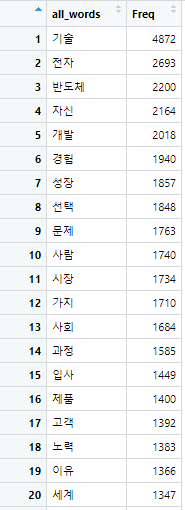 all_words Freq
1 기술 4872
2 전자 2693
3 반도체 2200
4 자신 2164
5 개발 2018
6 경험 1940
7 성장 1857
8 선택 1848
9 문제 1763
10 사람 1740
11 시장 1734
12 가지 1710
13 사회 1684
14 과정 1585
15 입사 1449
16 제품 1400
17 고객 1392
18 노력 1383
19 이유 1366
20 세계 1347